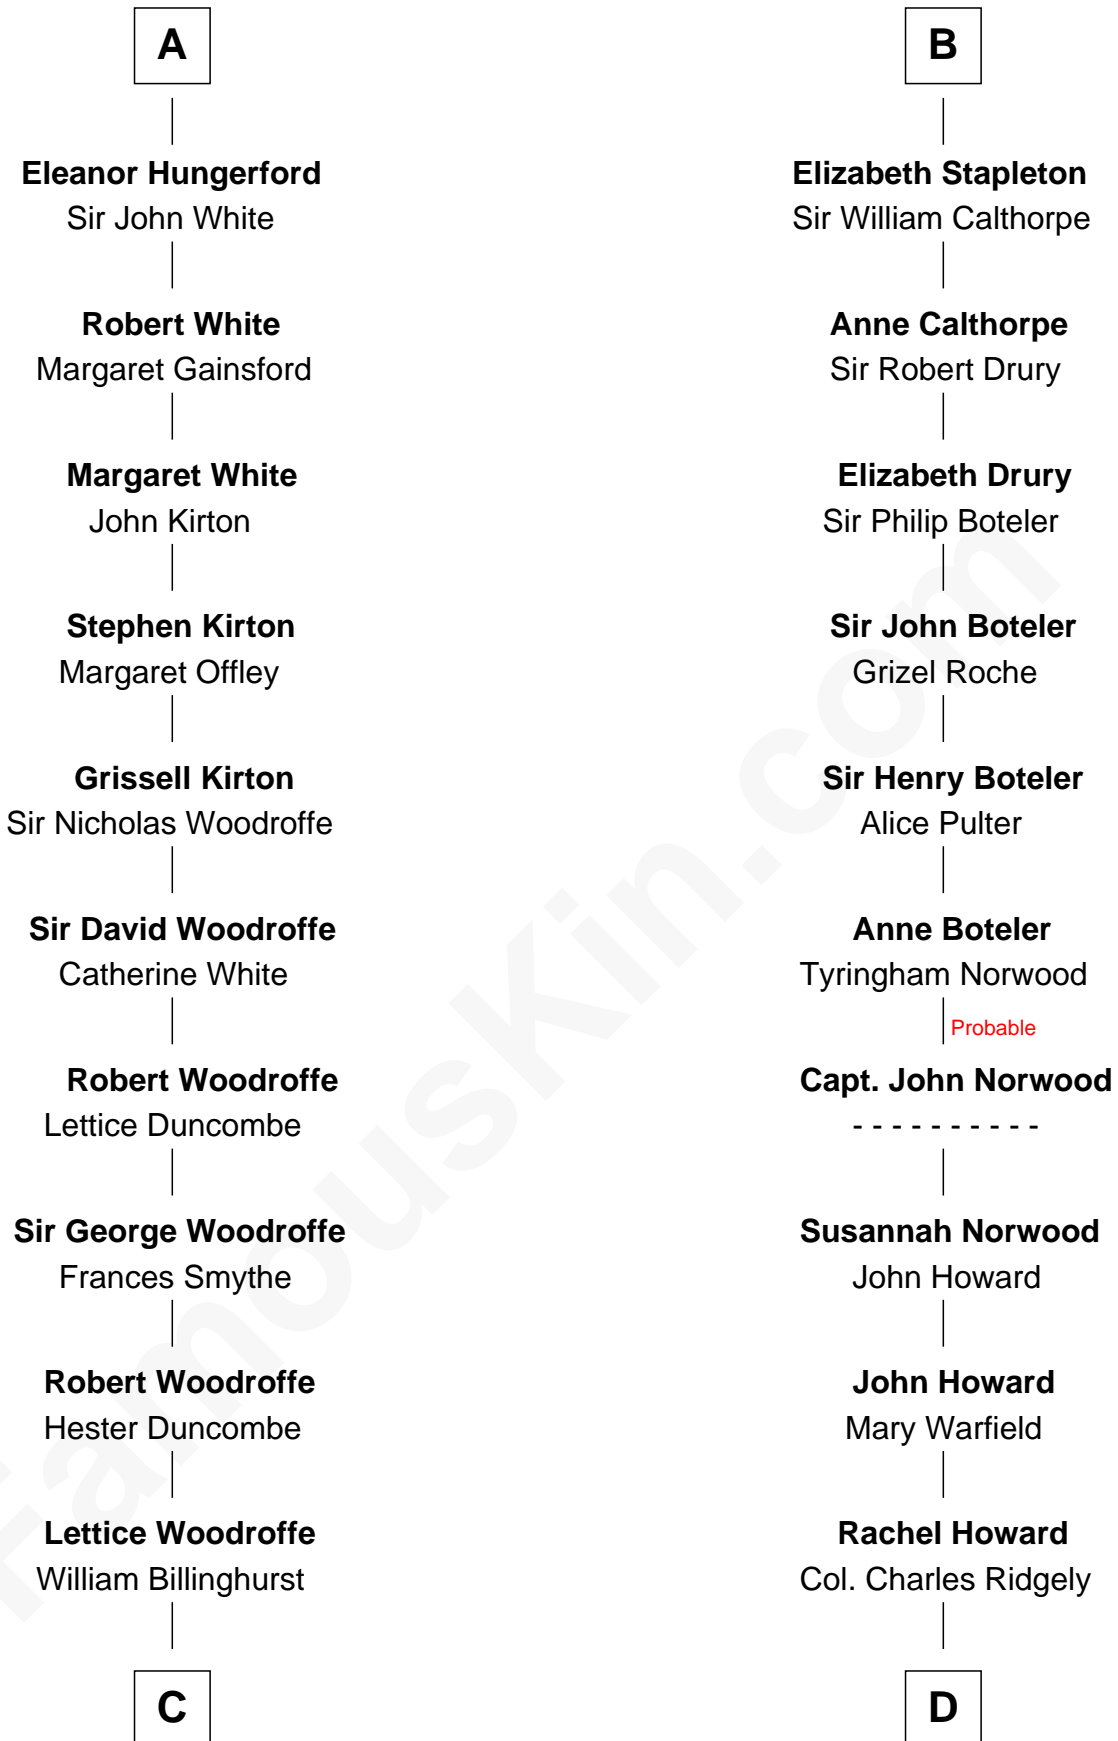 A
Eleanor Hungerford
Sir John White
Robert White
Margaret Gainsford
Margaret White
John Kirton
Stephen Kirton
Margaret Offley
Grissell Kirton
Sir Nicholas Woodroffe
Sir David Woodroffe
Catherine White
Robert Woodroffe
Lettice Duncombe
Sir George Woodroffe
Frances Smythe
Robert Woodroffe
Hester Duncombe
Lettice Woodroffe
William Billinghurst
C
B
Elizabeth Stapleton
Sir William Calthorpe
Anne Calthorpe
Sir Robert Drury
Elizabeth Drury
Sir Philip Boteler
Sir John Boteler
Grizel Roche
Sir Henry Boteler
Alice Pulter
Anne Boteler
Tyringham Norwood
Probable
Capt. John Norwood
- - - - - - - - - -
Susannah Norwood
John Howard
John Howard
Mary Warfield
Rachel Howard
Col. Charles Ridgely
D
FamousKin.com